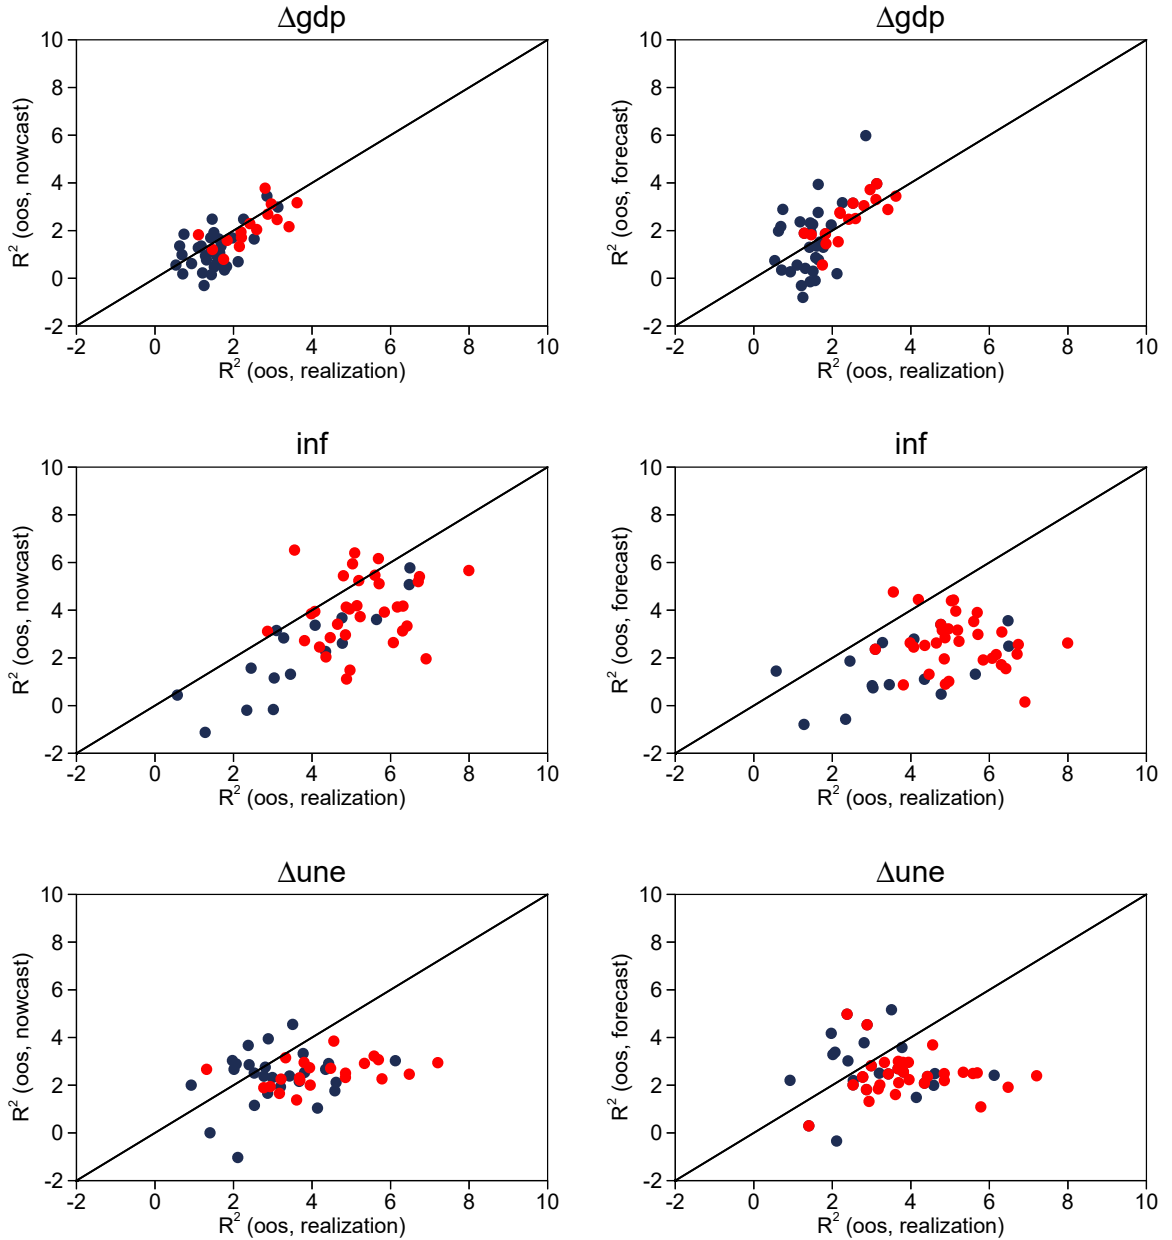 Δgdp
10
8
6
4
2
0
-2
R² (oos, nowcast)
-2 0 2 4 6 8 10
R² (oos, realization)
Δgdp
10
8
6
4
2
0
-2
R² (oos, forecast)
-2 0 2 4 6 8 10
R² (oos, realization)
inf
10
8
6
4
2
0
-2
R² (oos, nowcast)
-2 0 2 4 6 8 10
R² (oos, realization)
inf
10
8
6
4
2
0
-2
R² (oos, forecast)
-2 0 2 4 6 8 10
R² (oos, realization)
Δune
10
8
6
4
2
0
-2
R² (oos, nowcast)
-2 0 2 4 6 8 10
R² (oos, realization)
Δune
10
8
6
4
2
0
-2
R² (oos, forecast)
-2 0 2 4 6 8 10
R² (oos, realization)